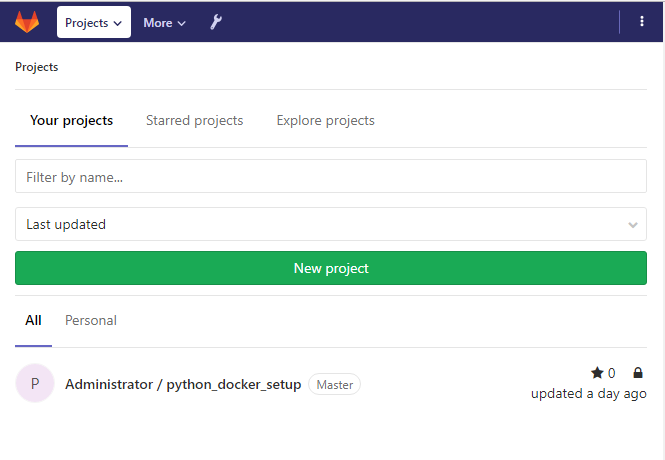 Projects More
Projects
Your projects Starred projects Explore projects
Filter by name...
Last updated
New project
All Personal
P Administrator / python_docker_setup Master 0
updated a day ago